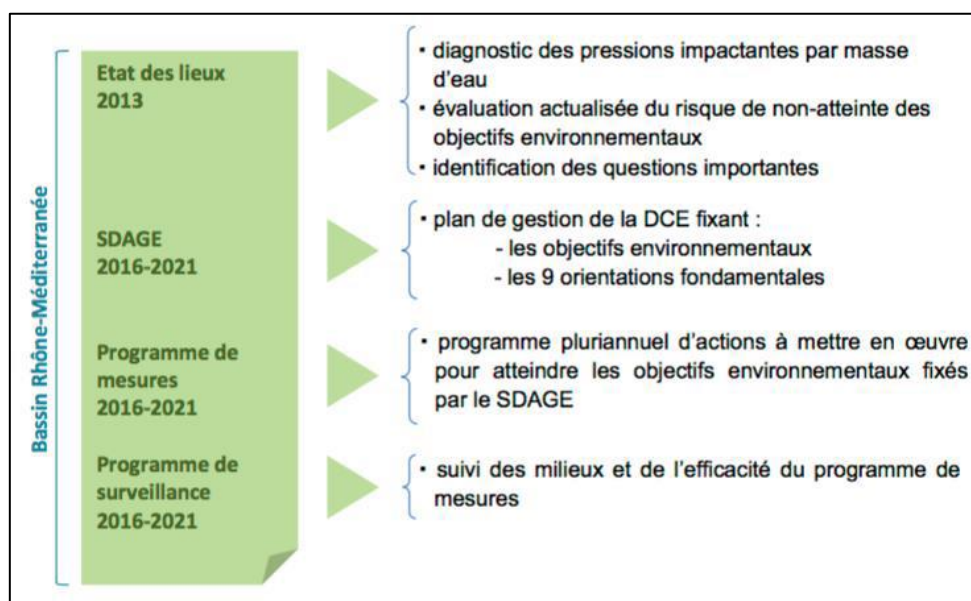 Bassin Rhône-Méditerranée
Etat des lieux
2013
· diagnostic des pressions impactantes par masse
d'eau
· évaluation actualisée du risque de non-atteinte des
objectifs environnementaux
· identification des questions importantes
SDAGE
2016-2021
· plan de gestion de la DCE fixant :
- les objectifs environnementaux
- les 9 orientations fondamentales
Programme de
mesures
2016-2021
· programme pluriannuel d'actions à mettre en œuvre
pour atteindre les objectifs environnementaux fixés
par le SDAGE
Programme de
surveillance
2016-2021
· suivi des milieux et de l'efficacité du programme de
mesures